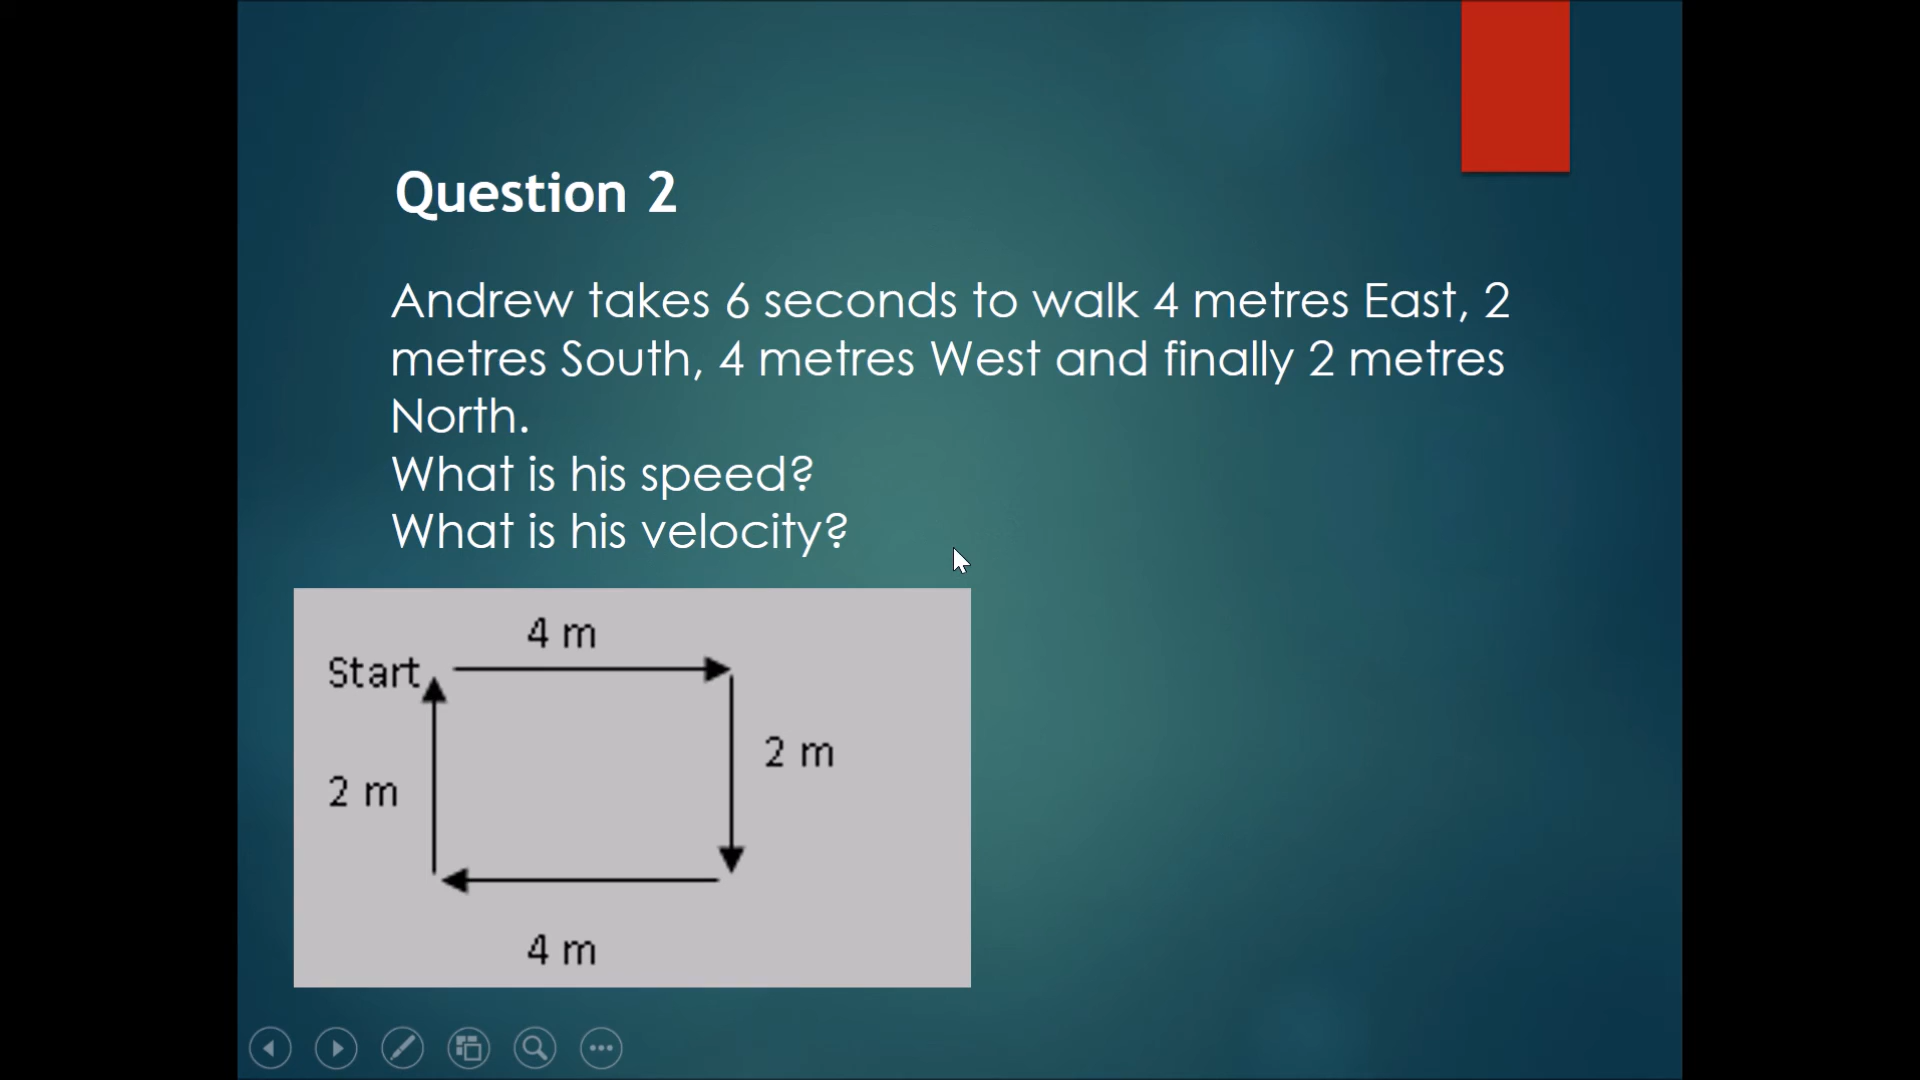 Question 2
Andrew takes 6 seconds to walk 4 metres East, 2
metres South, 4 metres West and finally 2 metres
North.
What is his speed?
What is his velocity?
4 m
Start
2 m
2 m
4 m